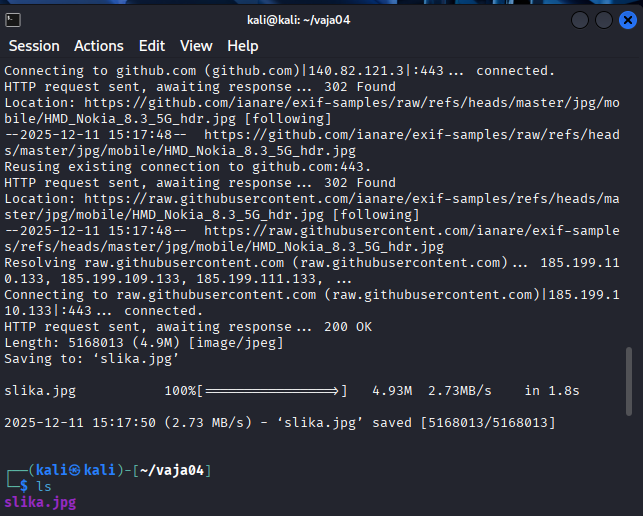 kali@kali: ~/vaja04
Session Actions Edit View Help
Connecting to github.com (github.com)|140.82.121.3|:443... connected.
HTTP request sent, awaiting response... 302 Found
Location: https://github.com/ianare/exif-samples/raw/refs/heads/master/jpg/mo
bile/HMD_Nokia_8.3_5G_hdr.jpg [following]
--2025-12-11 15:17:48--  https://github.com/ianare/exif-samples/raw/refs/head
s/master/jpg/mobile/HMD_Nokia_8.3_5G_hdr.jpg
Reusing existing connection to github.com:443.
HTTP request sent, awaiting response... 302 Found
Location: https://raw.githubusercontent.com/ianare/exif-samples/refs/heads/ma
ster/jpg/mobile/HMD_Nokia_8.3_5G_hdr.jpg [following]
--2025-12-11 15:17:48--  https://raw.githubusercontent.com/ianare/exif-sample
s/refs/heads/master/jpg/mobile/HMD_Nokia_8.3_5G_hdr.jpg
Resolving raw.githubusercontent.com (raw.githubusercontent.com)... 185.199.11
0.133, 185.199.109.133, 185.199.111.133, ...
Connecting to raw.githubusercontent.com (raw.githubusercontent.com)|185.199.1
10.133|:443... connected.
HTTP request sent, awaiting response... 200 OK
Length: 5168013 (4.9M) [image/jpeg]
Saving to: ‘slika.jpg’
slika.jpg           100%[================>]   4.93M  2.73MB/s    in 1.8s
2025-12-11 15:17:50 (2.73 MB/s) - ‘slika.jpg’ saved [5168013/5168013]
┌──(kali㉿kali)-[~/vaja04]
└─$ ls
slika.jpg